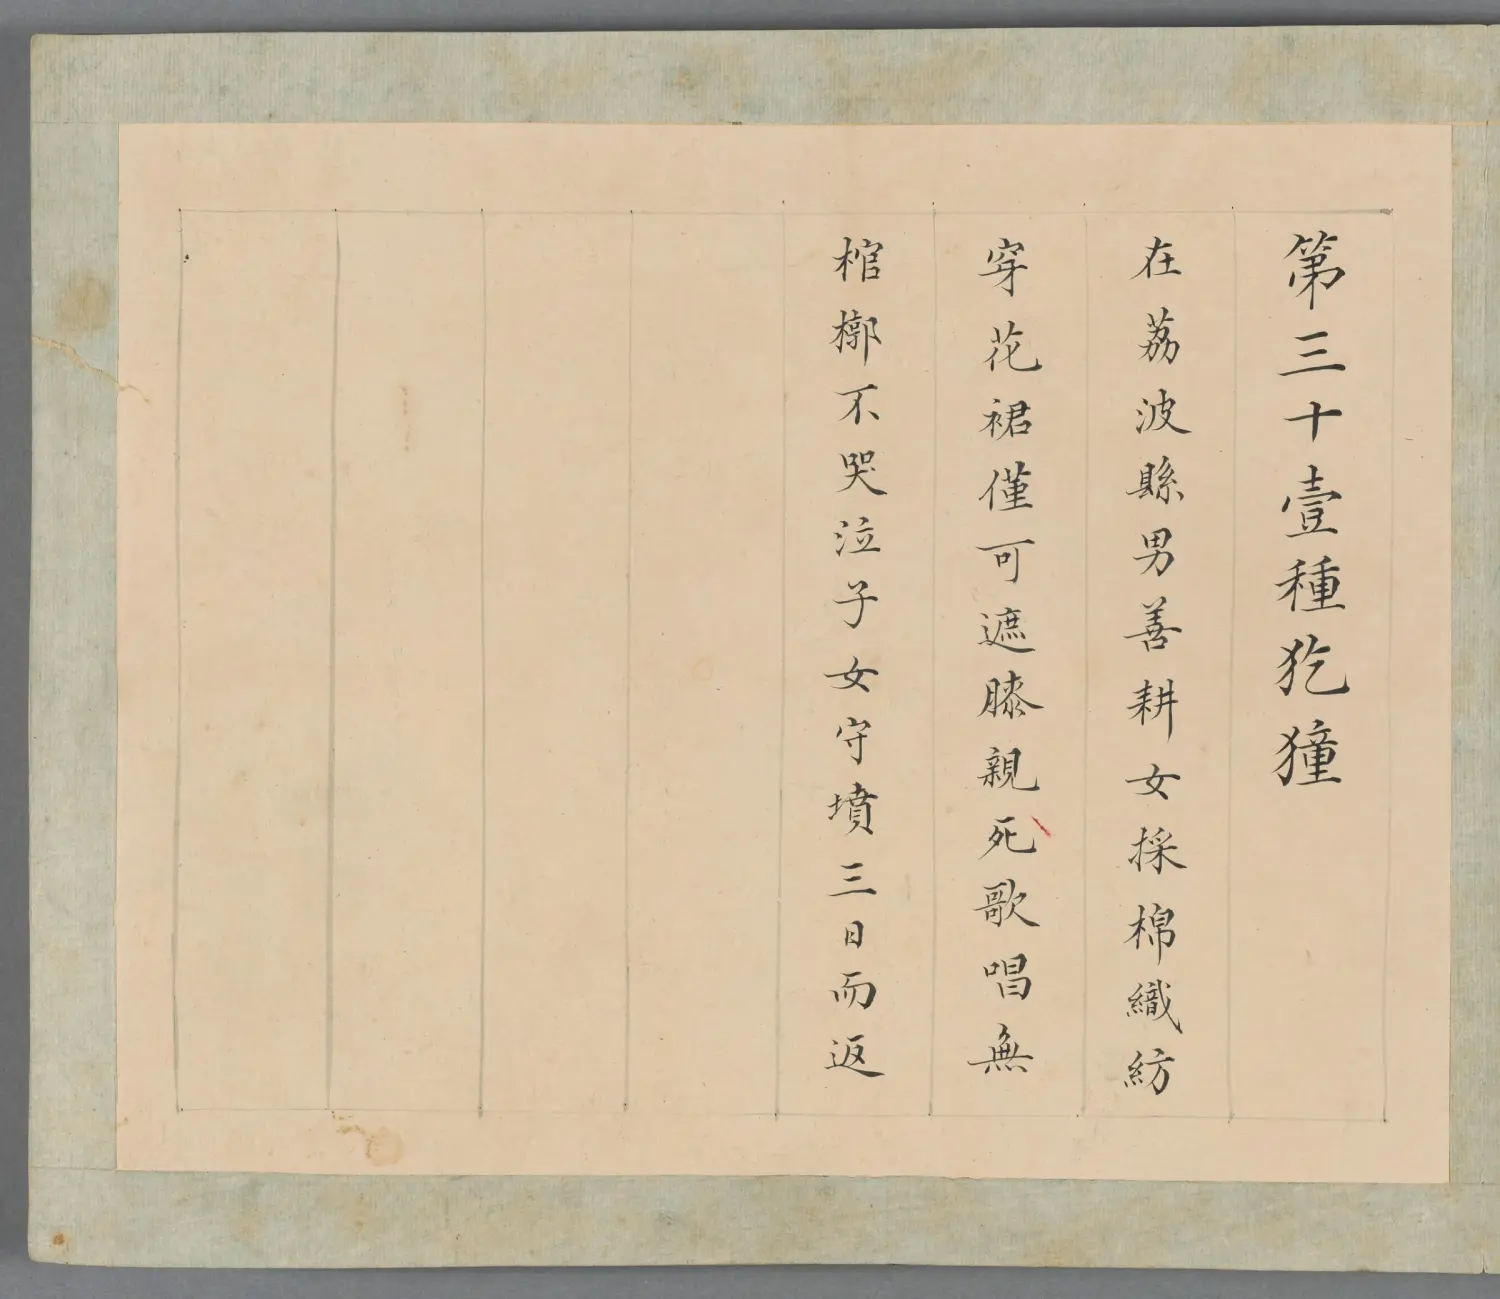 第三十壹種犵獞
在荔波縣男善耕女採棉織紡
穿花裙僅可遮膝親死歌唱無
棺槨不哭泣子女守墳三日而返